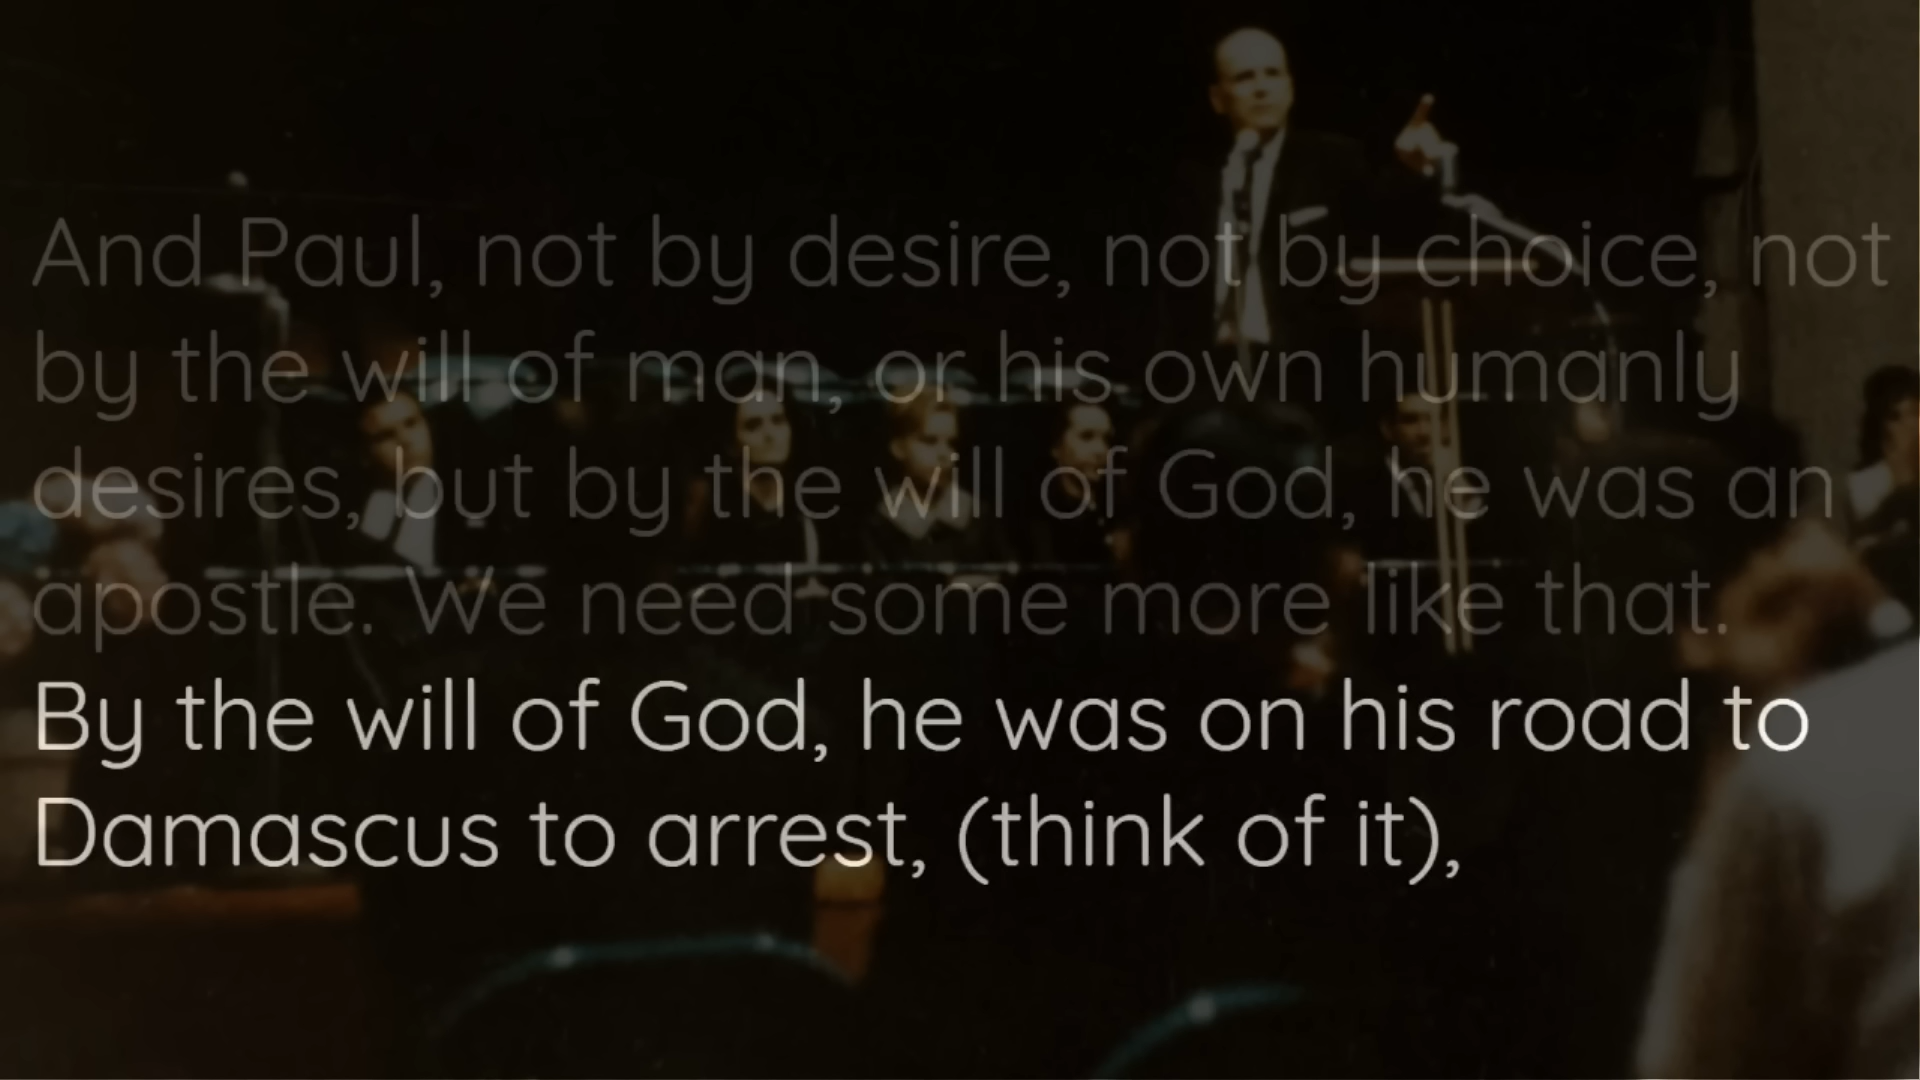 And Paul, not by desire, not by choice, not
by the will of man, or his own humanly
desires, but by the will of God, he was an
apostle. We need some more like that.
By the will of God, he was on his road to
Damascus to arrest, (think of it),